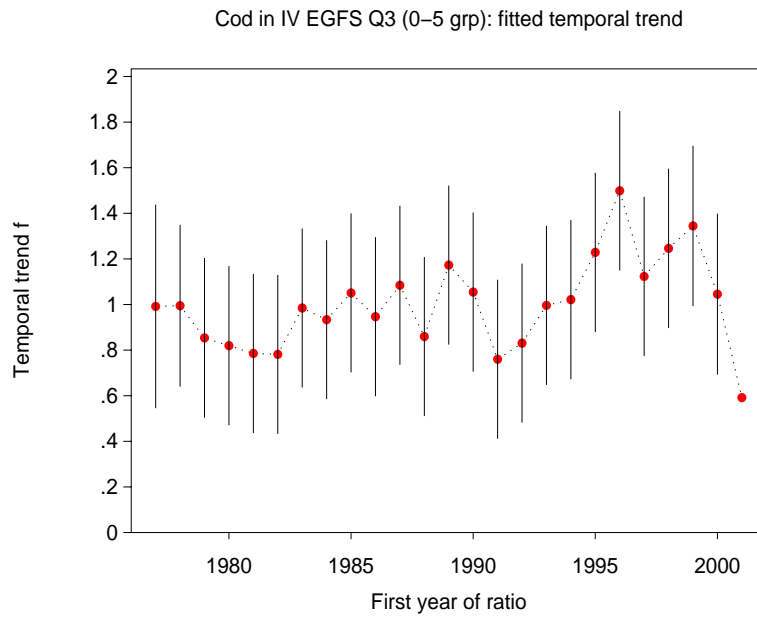 Cod in IV EGFS Q3 (0−5 grp): fitted temporal trend
Temporal trend f
2
1.8
1.6
1.4
1.2
1
.8
.6
.4
.2
0
1980 1985 1990 1995 2000
First year of ratio